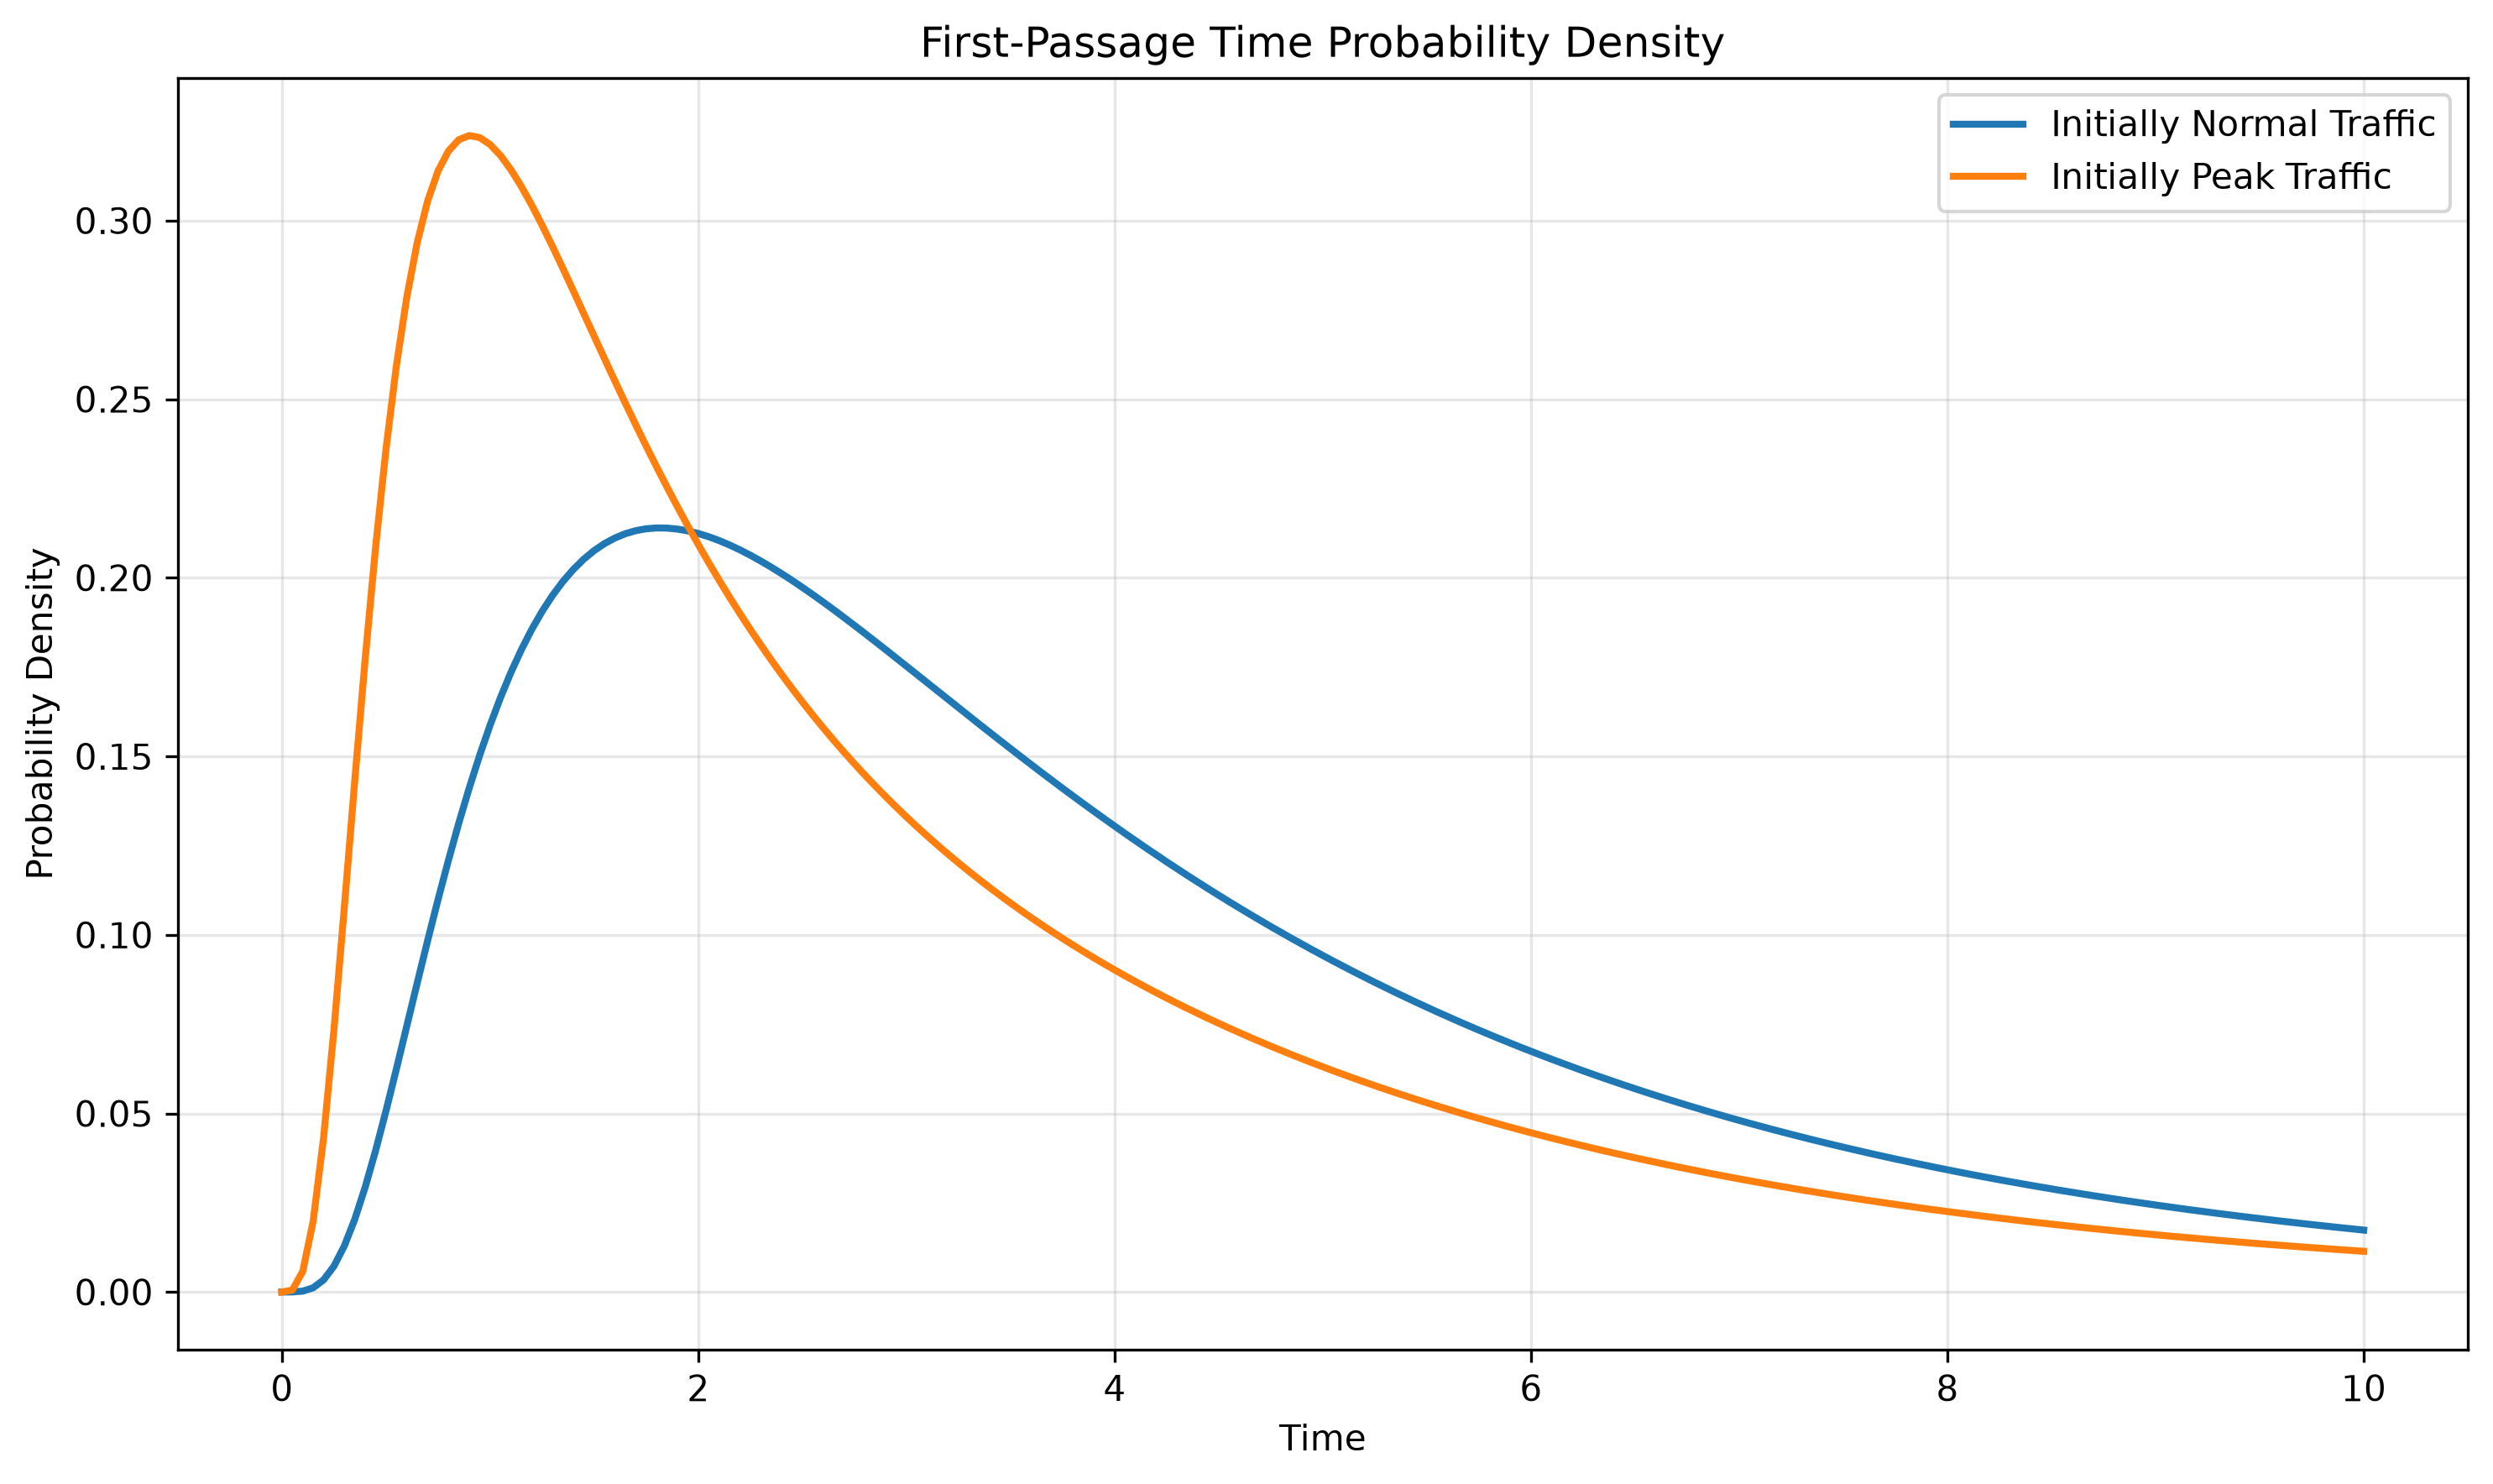 First-Passage Time Probability Density
Initially Normal Traffic
Initially Peak Traffic
Probability Density
0.30
0.25
0.20
0.15
0.10
0.05
0.00
0 2 4 6 8 10
Time